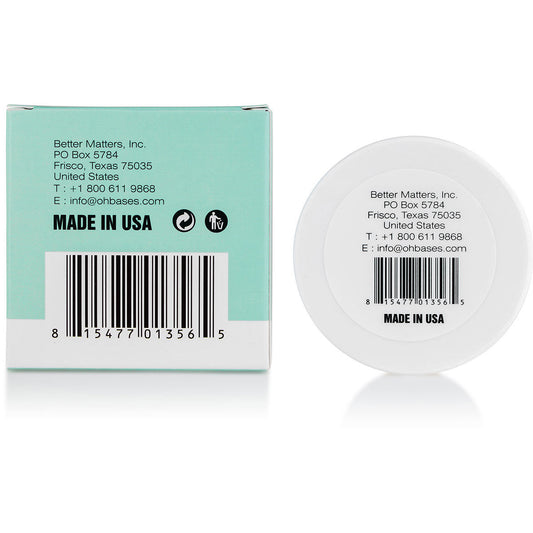 Better Matters, Inc.
PO Box 5784
Frisco, Texas 75035
United States
T : +1 800 611 9868
E : info@ohbases.com
MADE IN USA
8 15477 01356 5
Better Matters, Inc.
PO Box 5784
Frisco, Texas 75035
United States
T : +1 800 611 9868
E : info@ohbases.com
8 15477 01356 5
MADE IN USA